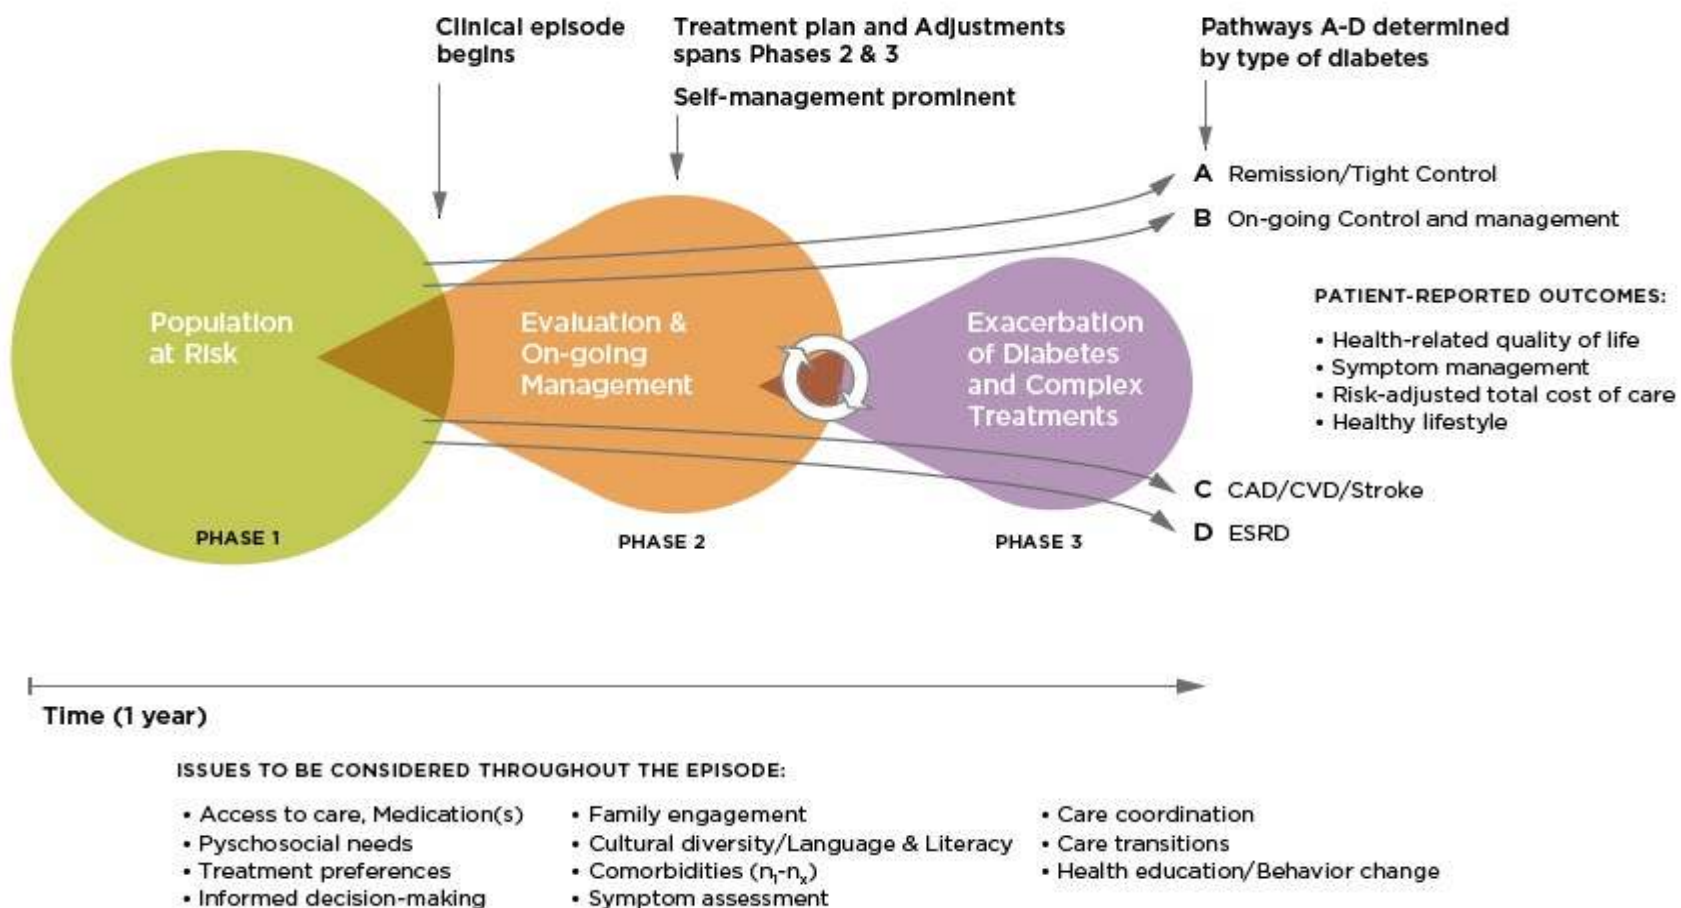 Clinical episode
begins
Treatment plan and Adjustments
spans Phases 2 & 3
Self-management prominent
Pathways A-D determined
by type of diabetes
A Remission/Tight Control
B On-going Control and management
Population
at Risk
Evaluation &
On-going
Management
Exacerbation
of Diabetes
and Complex
Treatments
PATIENT-REPORTED OUTCOMES:
• Health-related quality of life
• Symptom management
• Risk-adjusted total cost of care
• Healthy lifestyle
C CAD/CVD/Stroke
D ESRD
PHASE 1
PHASE 2
PHASE 3
Time (1 year)
ISSUES TO BE CONSIDERED THROUGHOUT THE EPISODE:
• Access to care, Medication(s)
• Pyschosocial needs
• Treatment preferences
• Informed decision-making
• Family engagement
• Cultural diversity/Language & Literacy
• Comorbidities (n₁-nₓ)
• Symptom assessment
• Care coordination
• Care transitions
• Health education/Behavior change